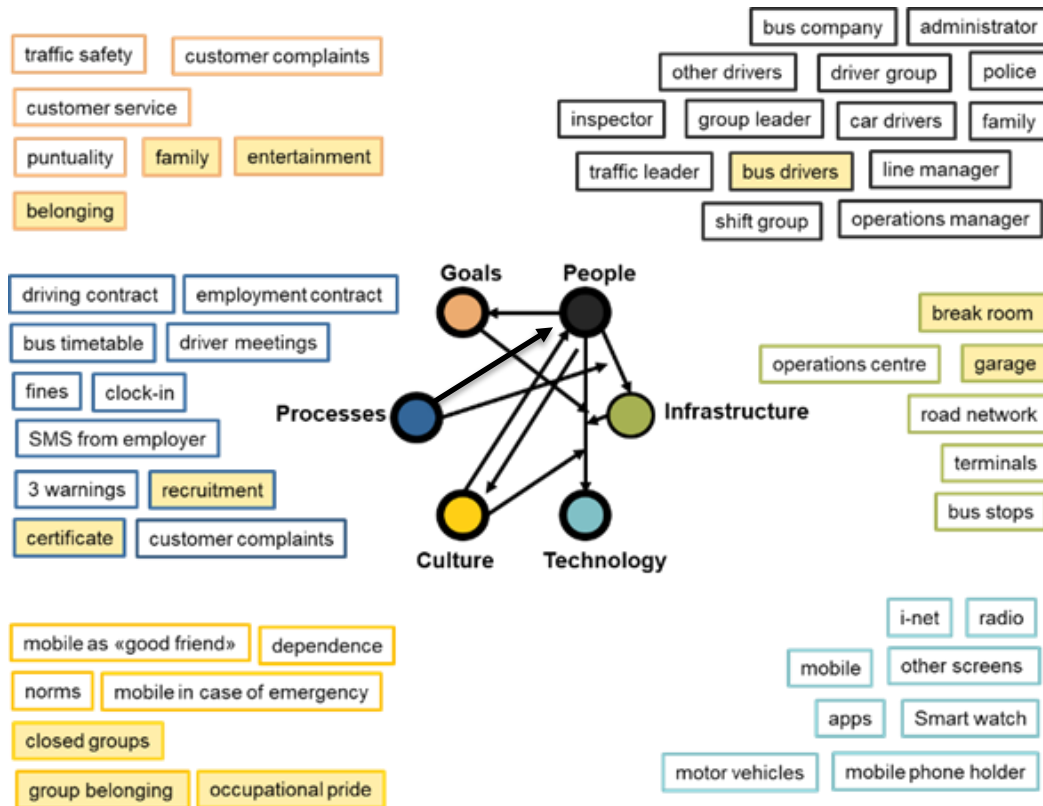 traffic safety customer complaints
customer service
puntuality family entertainment
belonging
bus company administrator
other drivers driver group police
inspector group leader car drivers family
traffic leader bus drivers line manager
shift group operations manager
driving contract employment contract
bus timetable driver meetings
fines clock-in
SMS from employer
3 warnings recruitment
certificate customer complaints
Goals People
Processes Infrastructure
Culture Technology
break room
operations centre garage
road network
terminals
bus stops
mobile as «good friend» dependence
norms mobile in case of emergency
closed groups
group belonging occupational pride
i-net radio
mobile other screens
apps Smart watch
motor vehicles mobile phone holder